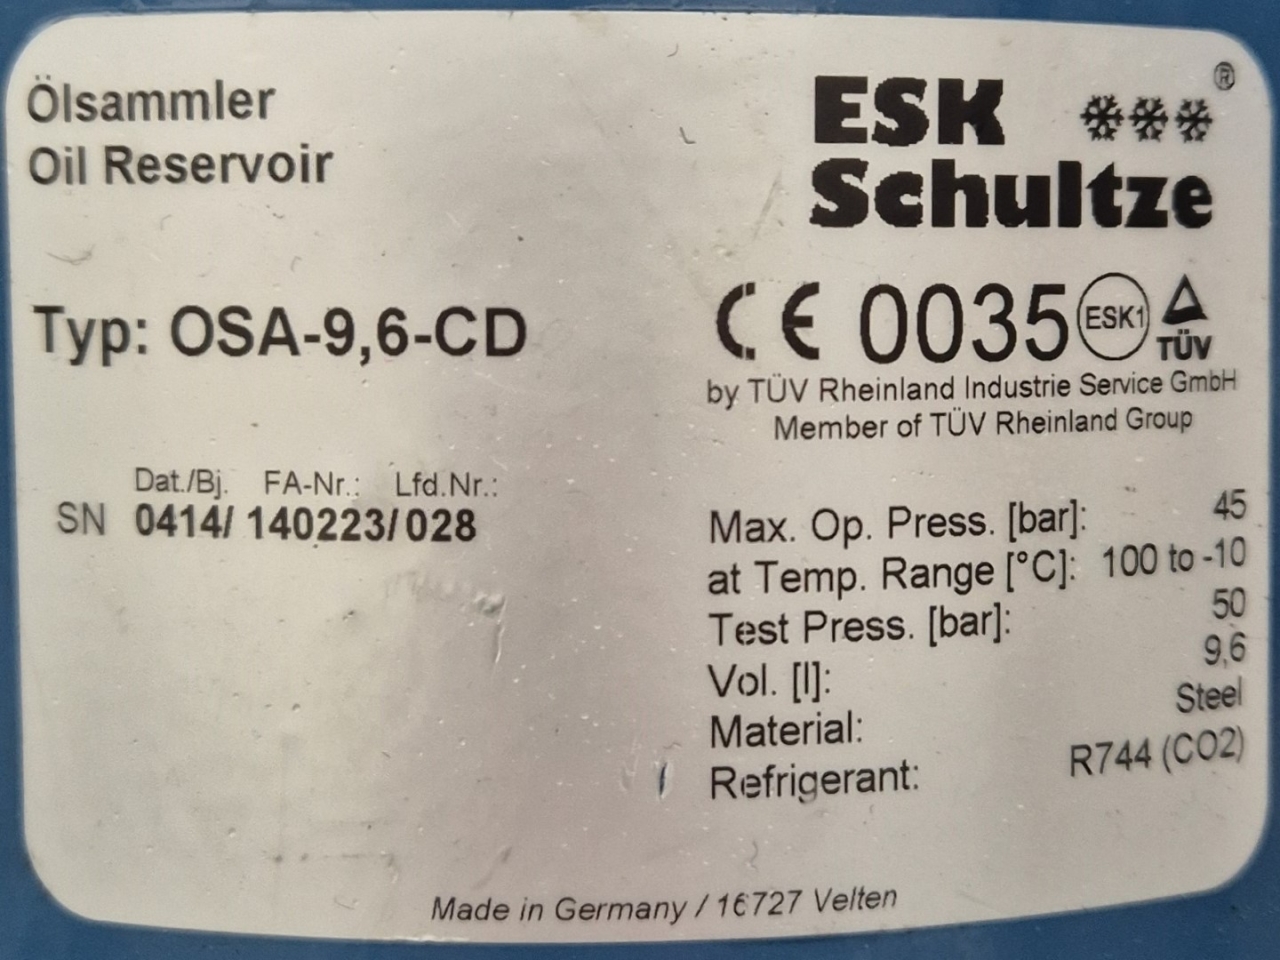 Ölsammler
Oil Reservoir
ESK ®
Schultze
Typ: OSA-9,6-CD
CE 0035 ESK1 TÜV
by TÜV Rheinland Industrie Service GmbH
Member of TÜV Rheinland Group
Dat./Bj. FA-Nr.: Lfd.Nr.:
SN 0414/ 140223/ 028
Max. Op. Press. [bar]: 45
at Temp. Range [°C]: 100 to -10
Test Press. [bar]: 50
Vol. [l]: 9,6
Material: Steel
Refrigerant: R744 (CO2)
Made in Germany / 16727 Velten